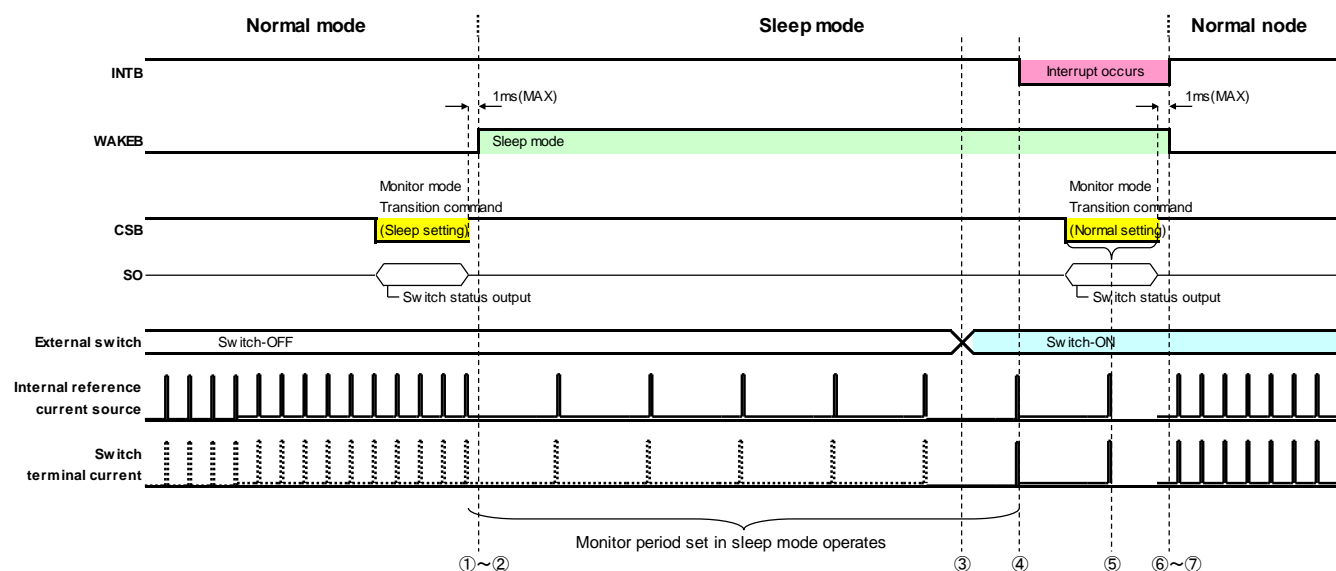 Normal mode
Sleep mode
Normal node
INTB
Interrupt occurs
1ms(MAX)
1ms(MAX)
WAKEB
Sleep mode
Monitor mode
Transition command
(Sleep setting)
Monitor mode
Transition command
(Normal setting)
CSB
SO
Switch status output
Switch status output
External switch
Switch-OFF
Switch-ON
Internal reference
current source
Switch
terminal current
Monitor period set in sleep mode operates
①~② ③ ④ ⑤ ⑥~⑦